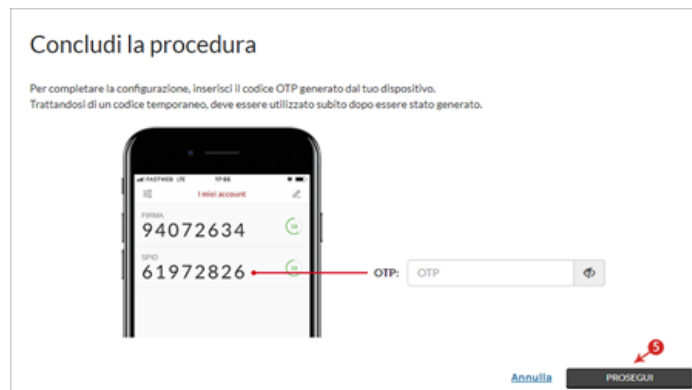 Concludi la procedura
Per completare la configurazione, inserisci il codice OTP generato dal tuo dispositivo.
Trattandosi di un codice temporaneo, deve essere utilizzato subito dopo essere stato generato.
FASTWEB LTE
I miei account
FIRMA
94072634
SPID
61972826
OTP: OTP
5
Annulla PROSEGUI